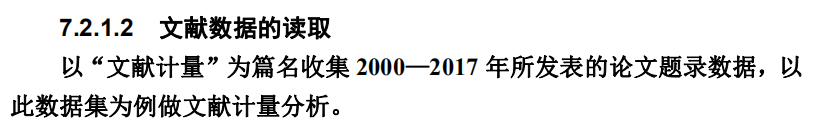 7.2.1.2 文献数据的读取
以“文献计量”为篇名收集 2000—2017 年所发表的论文题录数据，以
此数据集为例做文献计量分析。